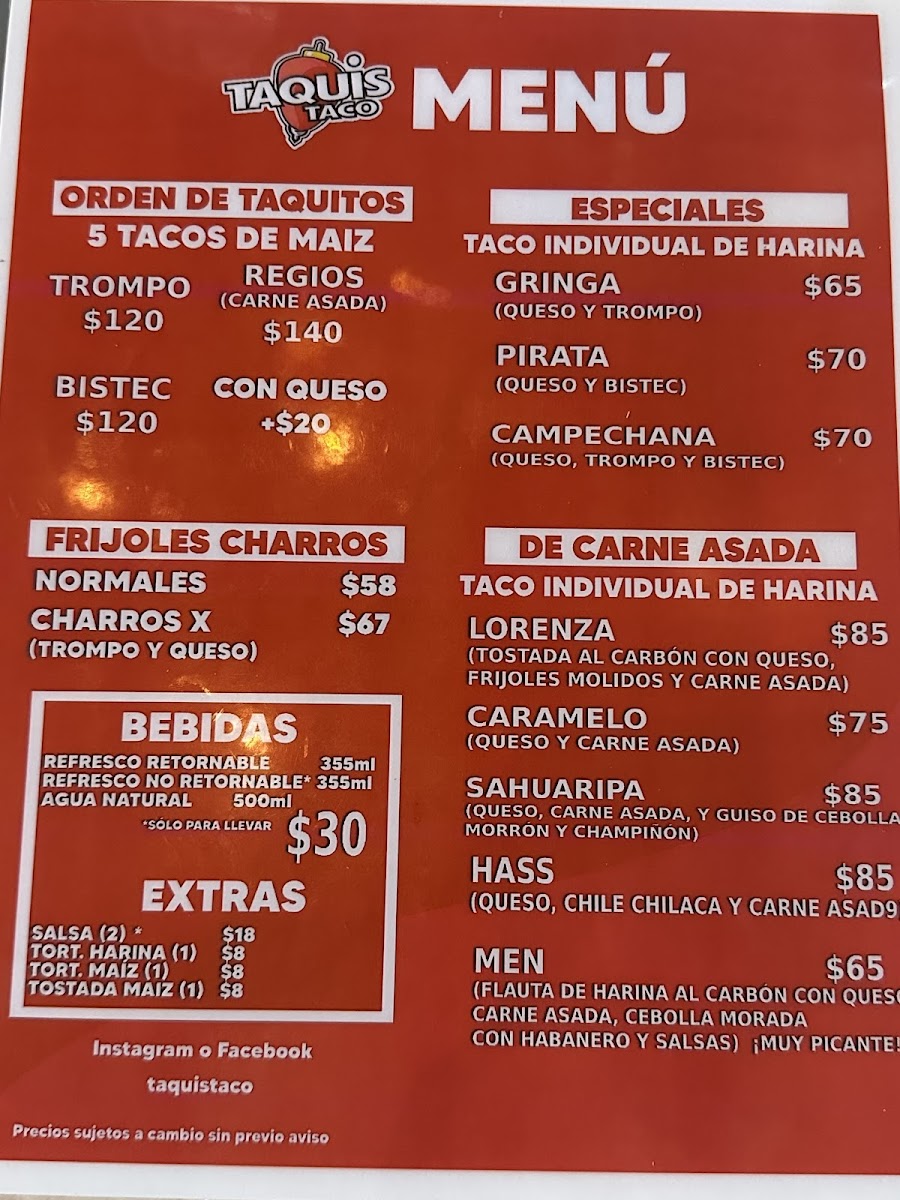 TAQUIS
TACO
MENÚ
ORDEN DE TAQUITOS
5 TACOS DE MAIZ
TROMPO
$120
REGIOS
(CARNE ASADA)
$140
BISTEC
$120
CON QUESO
+$20
FRIJOLES CHARROS
NORMALES $58
CHARROS X $67
(TROMPO Y QUESO)
BEBIDAS
REFRESCO RETORNABLE 355ml
REFRESCO NO RETORNABLE* 355ml
AGUA NATURAL 500ml
*SÓLO PARA LLEVAR $30
EXTRAS
SALSA (2) * $18
TORT. HARINA (1) $8
TORT. MAÍZ (1) $8
TOSTADA MAIZ (1) $8
Instagram o Facebook
taquistaco
Precios sujetos a cambio sin previo aviso
ESPECIALES
TACO INDIVIDUAL DE HARINA
GRINGA $65
(QUESO Y TROMPO)
PIRATA $70
(QUESO Y BISTEC)
CAMPECHANA $70
(QUESO, TROMPO Y BISTEC)
DE CARNE ASADA
TACO INDIVIDUAL DE HARINA
LORENZA $85
(TOSTADA AL CARBÓN CON QUESO,
FRIJOLES MOLIDOS Y CARNE ASADA)
CARAMELO $75
(QUESO Y CARNE ASADA)
SAHUARIPA $85
(QUESO, CARNE ASADA, Y GUISO DE CEBOLLA
MORRÓN Y CHAMPIÑÓN)
HASS $85
(QUESO, CHILE CHILACA Y CARNE ASAD9
MEN $65
(FLAUTA DE HARINA AL CARBÓN CON QUESO
CARNE ASADA, CEBOLLA MORADA
CON HABANERO Y SALSAS) ¡MUY PICANTE!